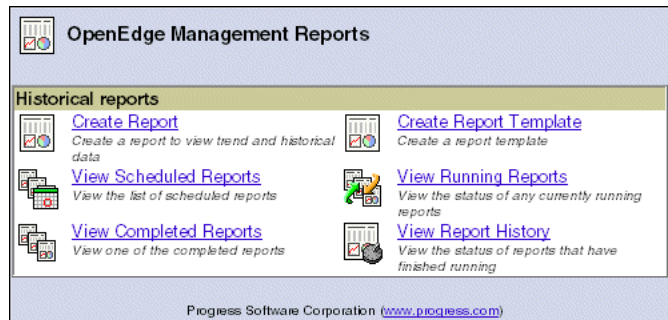 OpenEdge Management Reports
Historical reports
Create Report
Create a report to view trend and historical
data
Create Report Template
Create a report template
View Scheduled Reports
View the list of scheduled reports
View Running Reports
View the status of any currently running
reports
View Completed Reports
View one of the completed reports
View Report History
View the status of reports that have
finished running
Progress Software Corporation (www.progress.com)